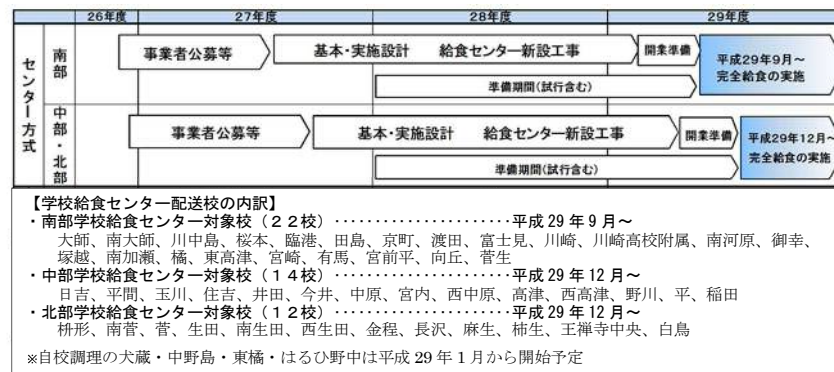 26年度 27年度 28年度 29年度
センター方式
南部
事業者公募等
基本・実施設計 給食センター新設工事
開業準備
平成29年9月～
完全給食の実施
準備期間(試行含む)
中部・北部
事業者公募等
基本・実施設計 給食センター新設工事
開業準備
平成29年12月～
完全給食の実施
準備期間(試行含む)
【学校給食センター配送校の内訳】
・南部学校給食センター対象校（２２校）‥‥‥‥‥‥‥‥‥‥‥平成 29 年 9 月～
大師、南大師、川中島、桜本、臨港、田島、京町、渡田、富士見、川崎、川崎高校附属、南河原、御幸、
塚越、南加瀬、橘、東高津、宮崎、有馬、宮前平、向丘、菅生
・中部学校給食センター対象校（１４校）‥‥‥‥‥‥‥‥‥‥‥平成 29 年 12 月～
日吉、平間、玉川、住吉、井田、今井、中原、宮内、西中原、高津、西高津、野川、平、稲田
・北部学校給食センター対象校（１２校）‥‥‥‥‥‥‥‥‥‥‥平成 29 年 12 月～
枡形、南菅、菅、生田、南生田、西生田、金程、長沢、麻生、柿生、王禅寺中央、白鳥
※自校調理の犬蔵・中野島・東橘・はるひ野中は平成 29 年 1 月から開始予定